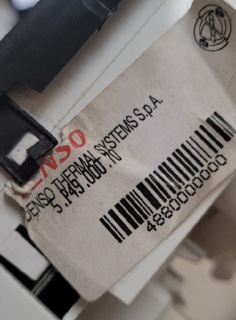 ENSO
DENSO THERMAL SYSTEMS S.p.A.
5.149.000 10
4880000000